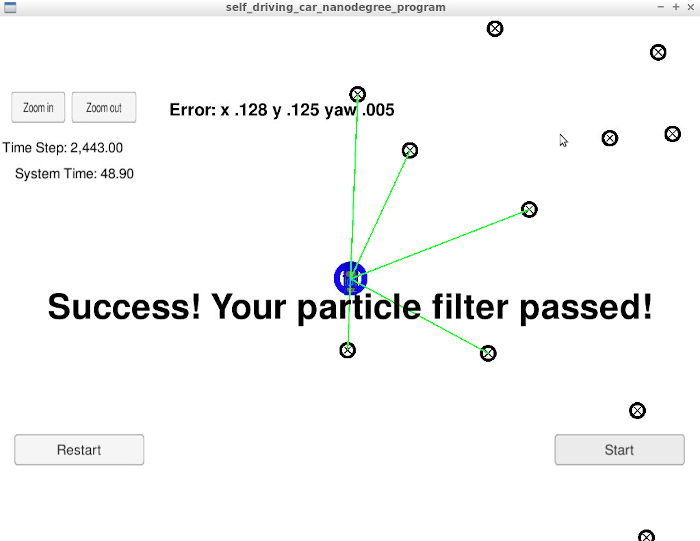 self_driving_car_nanodegree_program
Zoom in
Zoom out
Error: x .128 y .125 yaw .005
Time Step: 2,443.00
System Time: 48.90
Success! Your particle filter passed!
Restart
Start